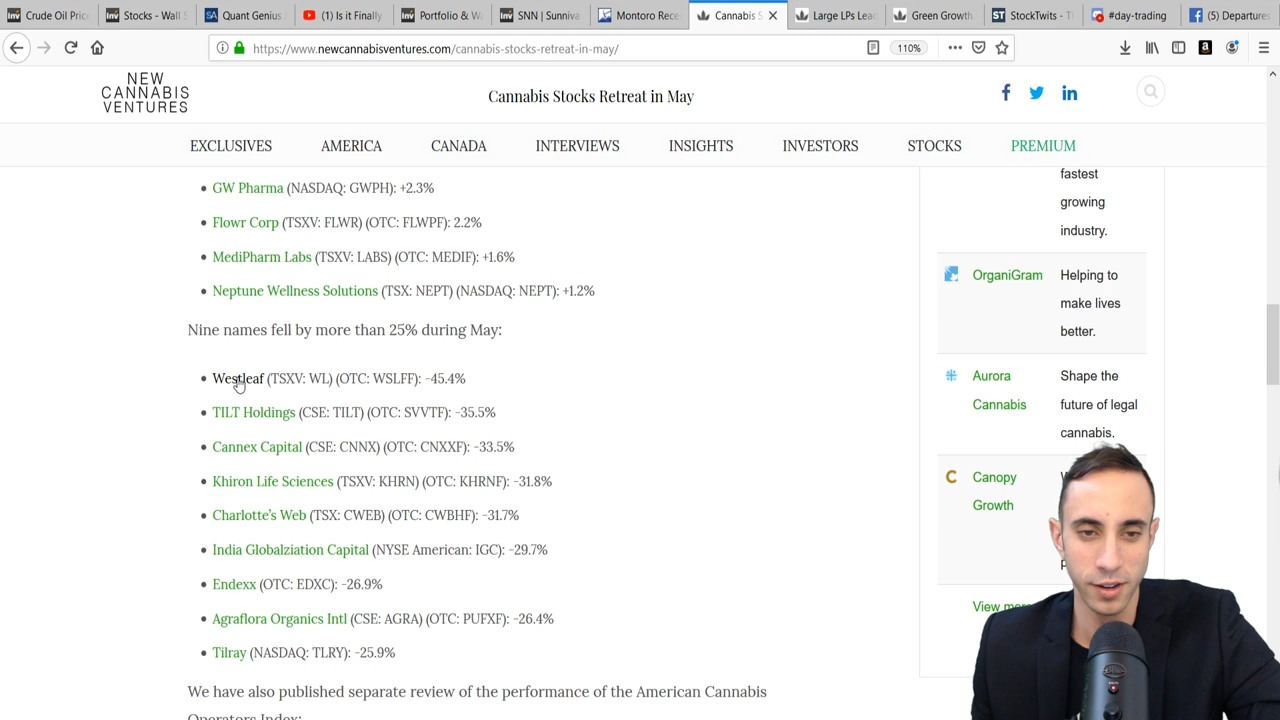 Crude Oil Price
Stocks - Wall S
Quant Genius
(1) Is it Finally
Portfolio & Wa
SNN | Sunniva
Montoro Rece
Cannabis S
Large LPs Lea
Green Growth
StockTwits - T
#day-trading
(5) Departures
https://www.newcannabisventures.com/cannabis-stocks-retreat-in-may/
110%
NEW
CANNABIS
VENTURES
Cannabis Stocks Retreat in May
EXCLUSIVES AMERICA CANADA INTERVIEWS INSIGHTS INVESTORS STOCKS PREMIUM
• GW Pharma (NASDAQ: GWPH): +2.3%
• Flowr Corp (TSXV: FLWR) (OTC: FLWPF): 2.2%
• MediPharm Labs (TSXV: LABS) (OTC: MEDIF): +1.6%
• Neptune Wellness Solutions (TSX: NEPT) (NASDAQ: NEPT): +1.2%
Nine names fell by more than 25% during May:
• Westleaf (TSXV: WL) (OTC: WSLFF): -45.4%
• TILT Holdings (CSE: TILT) (OTC: SVVTF): -35.5%
• Cannex Capital (CSE: CNNX) (OTC: CNXXF): -33.5%
• Khiron Life Sciences (TSXV: KHRN) (OTC: KHRNF): -31.8%
• Charlotte's Web (TSX: CWEB) (OTC: CWBHF): -31.7%
• India Globalziation Capital (NYSE American: IGC): -29.7%
• Endexx (OTC: EDXC): -26.9%
• Agraflora Organics Intl (CSE: AGRA) (OTC: PUFXF): -26.4%
• Tilray (NASDAQ: TLRY): -25.9%
We have also published separate review of the performance of the American Cannabis
Operators Index:
fastest
growing
industry.
OrganiGram
Helping to
make lives
better.
Aurora
Cannabis
Shape the
future of legal
cannabis.
Canopy
Growth
View more